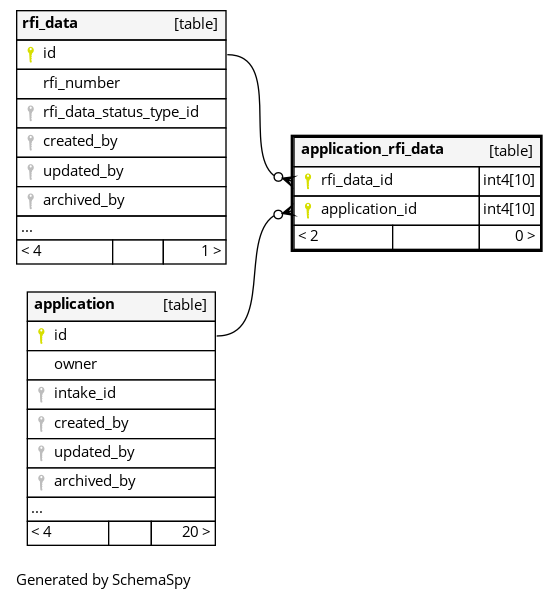 rfi_data [table]
id
rfi_number
rfi_data_status_type_id
created_by
updated_by
archived_by
...
< 4 1 >
application_rfi_data [table]
rfi_data_id int4[10]
application_id int4[10]
< 2 0 >
application [table]
id
owner
intake_id
created_by
updated_by
archived_by
...
< 4 20 >
Generated by SchemaSpy